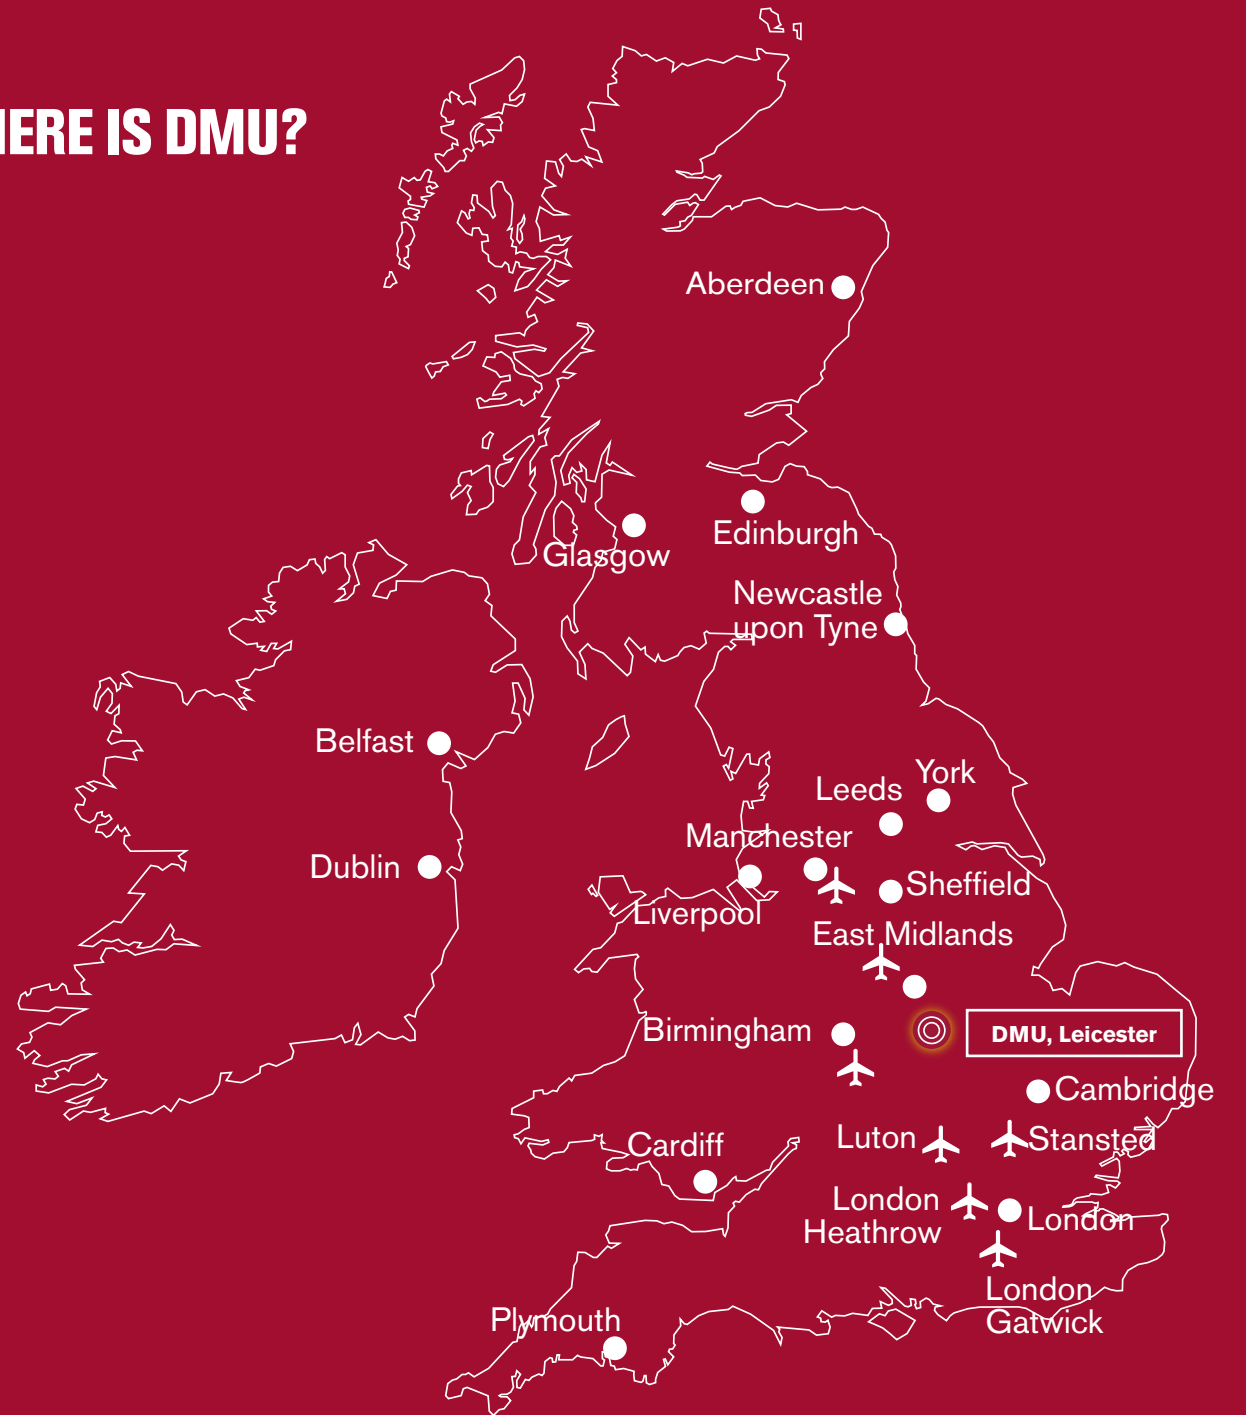 HERE IS DMU?
Aberdeen
Edinburgh
Glasgow
Newcastle
upon Tyne
Belfast
York
Leeds
Manchester
Dublin
Sheffield
Liverpool
East Midlands
Birmingham
DMU, Leicester
Cambridge
Luton
Stansted
Cardiff
London
Heathrow
London
London
Gatwick
Plymouth